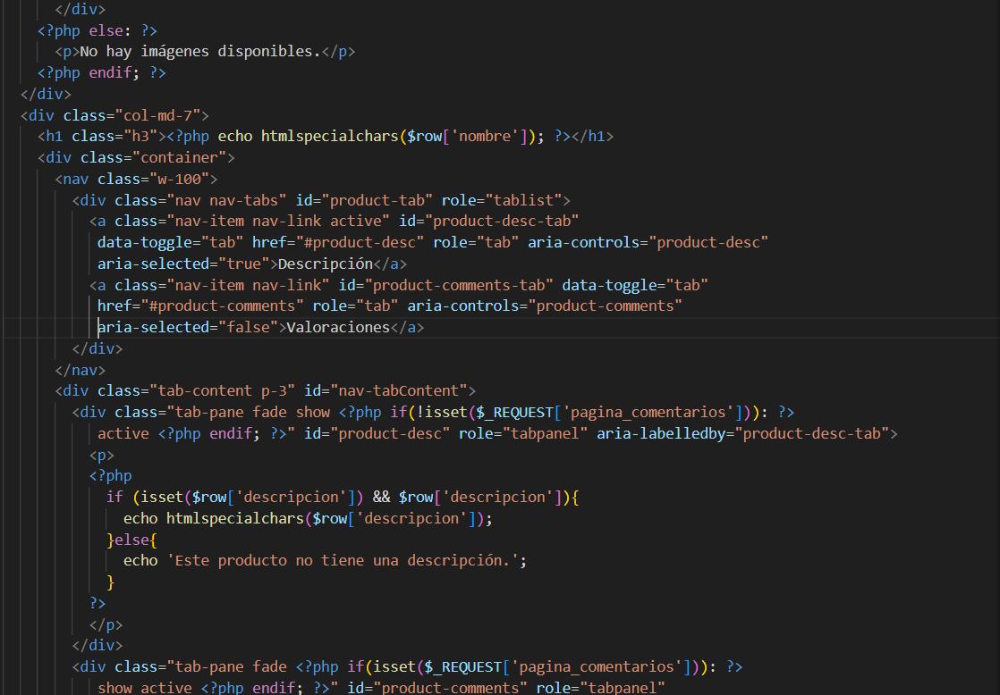 </div>
<?php else: ?>
<p>No hay imágenes disponibles.</p>
<?php endif; ?>
</div>
<div class="col-md-7">
<h1 class="h3"><?php echo htmlspecialchars($row['nombre']); ?></h1>
<div class="container">
<nav class="w-100">
<div class="nav nav-tabs" id="product-tab" role="tablist">
<a class="nav-item nav-link active" id="product-desc-tab"
data-toggle="tab" href="#product-desc" role="tab" aria-controls="product-desc"
aria-selected="true">Descripción</a>
<a class="nav-item nav-link" id="product-comments-tab" data-toggle="tab"
href="#product-comments" role="tab" aria-controls="product-comments"
aria-selected="false">Valoraciones</a>
</div>
</nav>
<div class="tab-content p-3" id="nav-tabContent">
<div class="tab-pane fade show <?php if(!isset($_REQUEST['pagina_comentarios'])): ?>
active <?php endif; ?>" id="product-desc" role="tabpanel" aria-labelledby="product-desc-tab">
<p>
<?php
if (isset($row['descripcion']) && $row['descripcion']){
echo htmlspecialchars($row['descripcion']);
}else{
echo 'Este producto no tiene una descripción.';
}
?>
</p>
</div>
<div class="tab-pane fade <?php if(isset($_REQUEST['pagina_comentarios'])): ?>
show active <?php endif; ?>" id="product-comments" role="tabpanel"